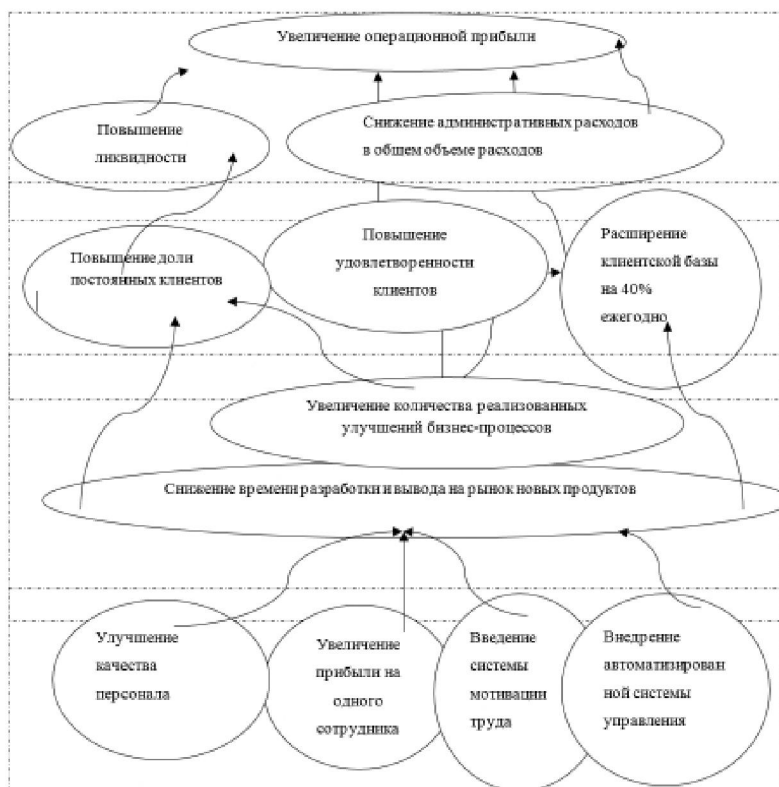 Увеличение операционной прибыли
Повышение
ликвидности
Снижение административных расходов
в общем объеме расходов
Повышение доли
постоянных клиентов
Повышение
удовлетворенности
клиентов
Расширение
клиентской базы
на 40%
ежегодно
Увеличение количества реализованных
улучшений бизнес-процессов
Снижение времени разработки и вывода на рынок новых продуктов
Улучшение
качества
персонала
Увеличение
прибыли на
одного
сотрудника
Введение
системы
мотивации
труда
Внедрение
автоматизирован
ной системы
управления